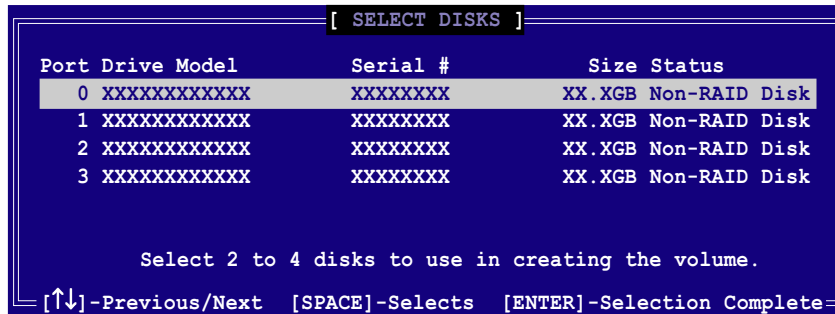 [ SELECT DISKS ]
Port Drive Model Serial # Size Status
0 XXXXXXXXXXXX XXXXXXXX XX.XGB Non-RAID Disk
1 XXXXXXXXXXXX XXXXXXXX XX.XGB Non-RAID Disk
2 XXXXXXXXXXXX XXXXXXXX XX.XGB Non-RAID Disk
3 XXXXXXXXXXXX XXXXXXXX XX.XGB Non-RAID Disk
Select 2 to 4 disks to use in creating the volume.
[↑↓]-Previous/Next [SPACE]-Selects [ENTER]-Selection Complete